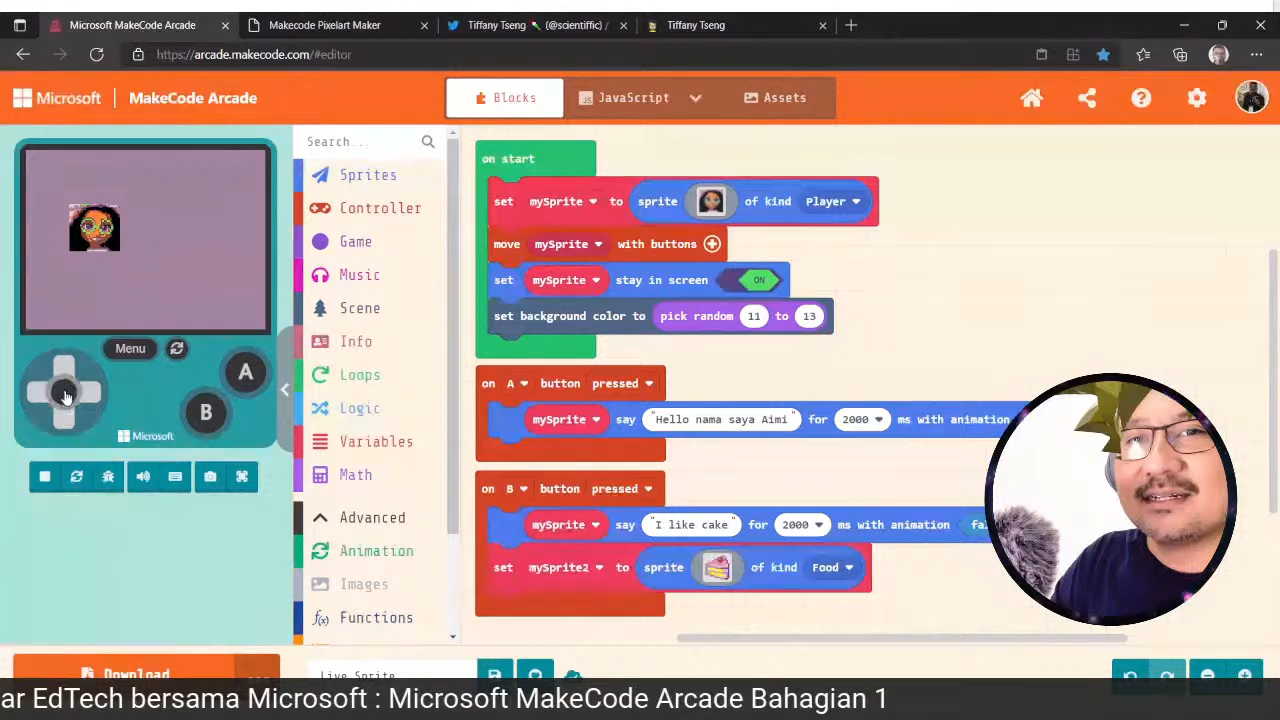 Microsoft MakeCode Arcade
Makecode Pixelart Maker
Tiffany Tseng (@scientiffic) /
Tiffany Tseng
https://arcade.makecode.com/#editor
Microsoft
MakeCode Arcade
Blocks
JavaScript
Assets
Search...
Sprites
Controller
Game
Music
Scene
Info
Loops
Logic
Variables
Math
Advanced
Animation
Images
Functions
Menu
A
B
Microsoft
on start
set mySprite to sprite of kind Player
move mySprite with buttons
set mySprite stay in screen ON
set background color to pick random 11 to 13
on A button pressed
mySprite say "Hello nama saya Aimi" for 2000 ms with animation
on B button pressed
mySprite say "I like cake" for 2000 ms with animation
set mySprite2 to sprite of kind Food
Download
Live Sprite
ar EdTech bersama Microsoft : Microsoft MakeCode Arcade Bahagian 1